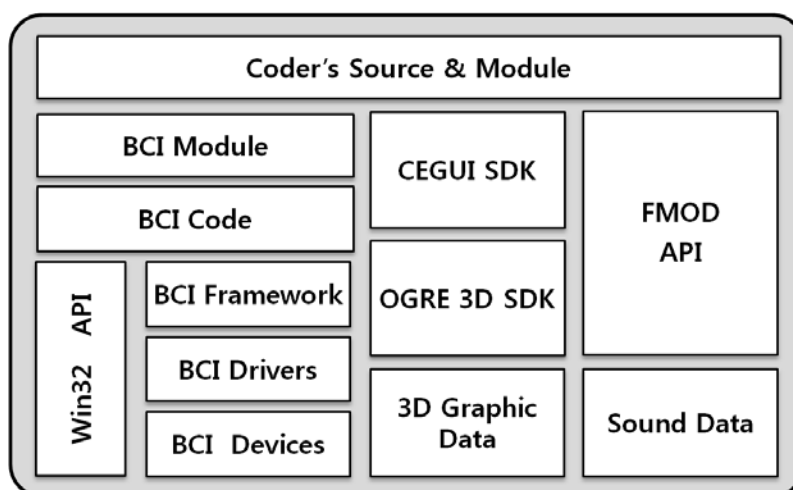 Coder's Source & Module
BCI Module
BCI Code
Win32 API
BCI Framework
BCI Drivers
BCI Devices
CEGUI SDK
OGRE 3D SDK
3D Graphic
Data
FMOD
API
Sound Data